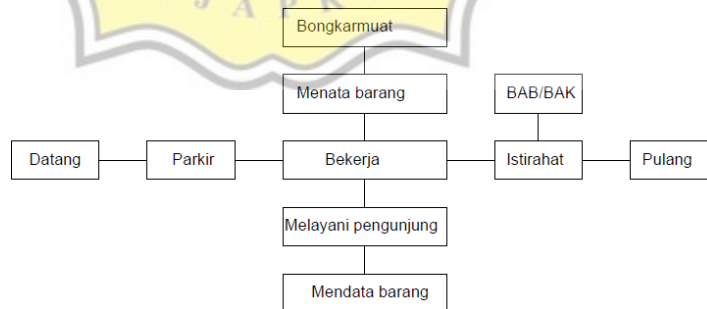 J A P R
Bongkarmuat
Menata barang
BAB/BAK
Datang
Parkir
Bekerja
Istirahat
Pulang
Melayani pengunjung
Mendata barang